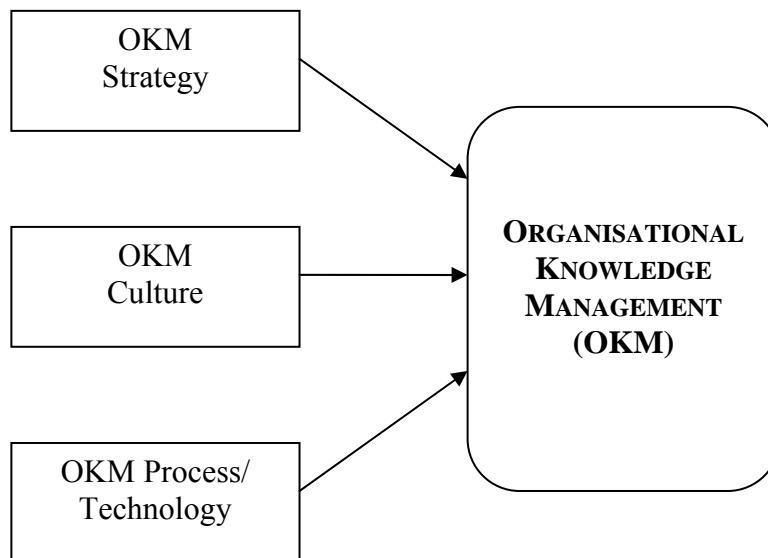 OKM
Strategy
OKM
Culture
OKM Process/
Technology
ORGANISATIONAL
KNOWLEDGE
MANAGEMENT
(OKM)